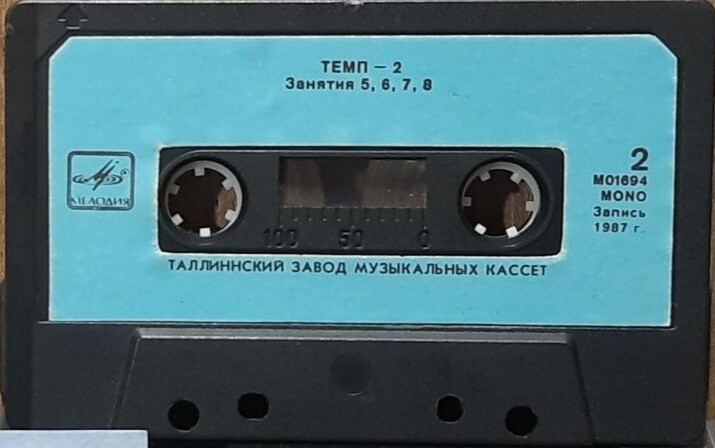 ТЕМП – 2
Занятия 5, 6, 7, 8
2
М01694
MONO
Запись
1987 г.
МЕЛОДИЯ
100 50 0
ТАЛЛИННСКИЙ ЗАВОД МУЗЫКАЛЬНЫХ КАССЕТ